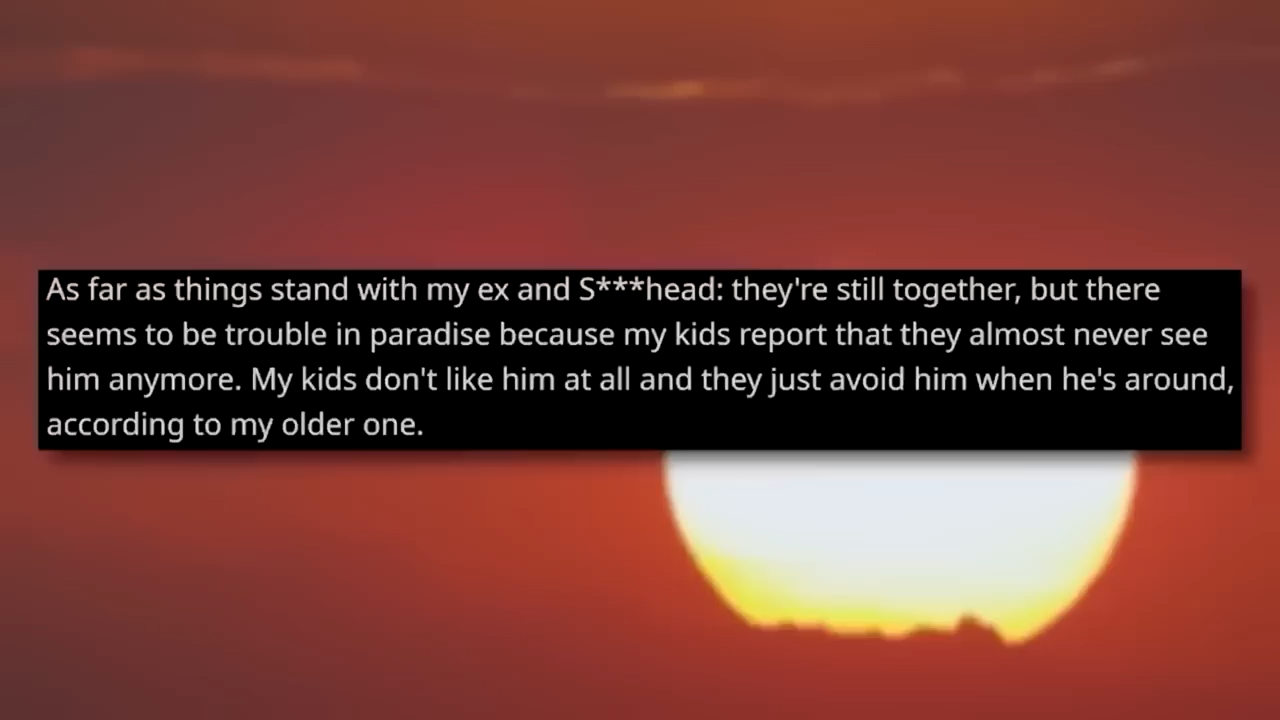 As far as things stand with my ex and S***head: they're still together, but there
seems to be trouble in paradise because my kids report that they almost never see
him anymore. My kids don't like him at all and they just avoid him when he's around,
according to my older one.